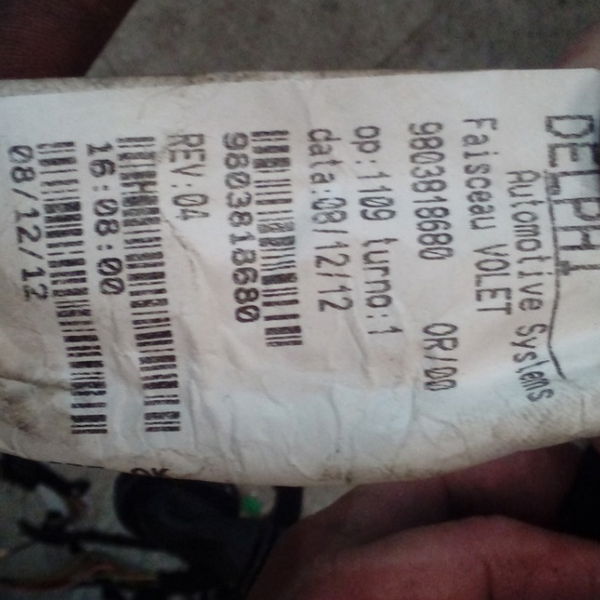 DELPHI
Automotive Systems
Faisceau VOLET
9803818680 OR/00
op:1109 turno:1
data:08/12/12
9803818680
REV:04
16:08:00
08/12/12
OK